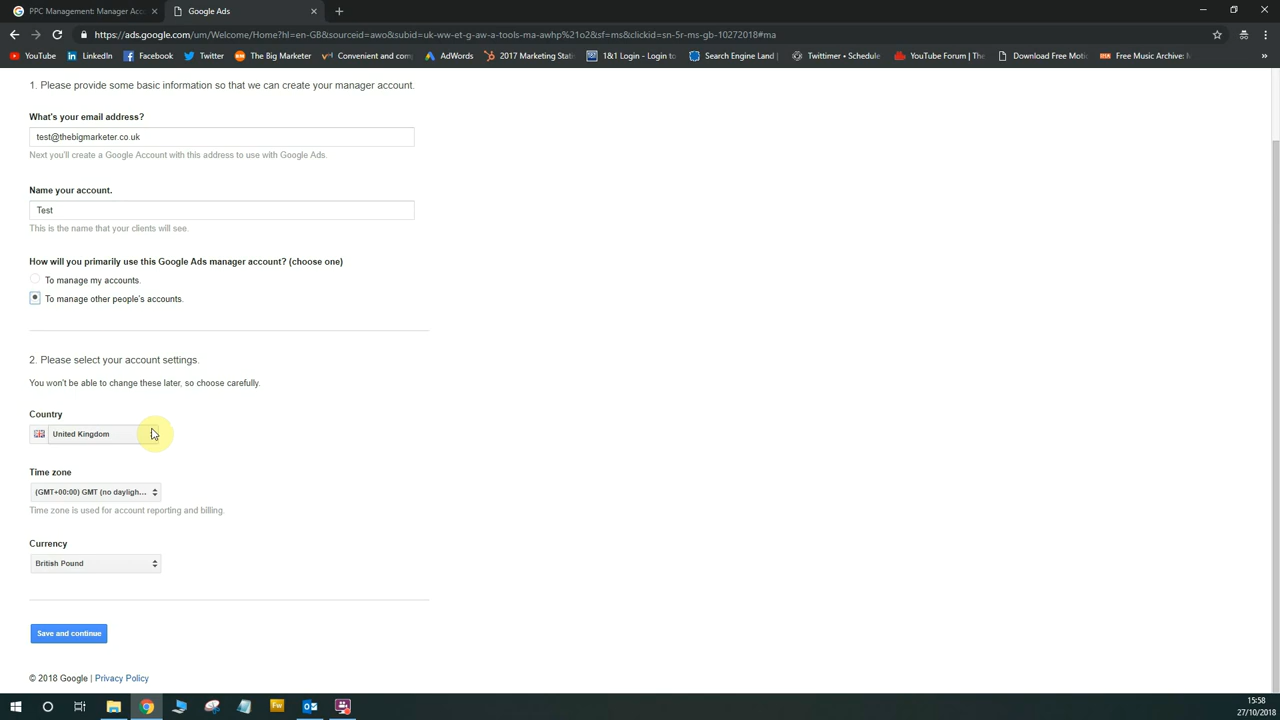 PPC Management: Manager Acc
Google Ads
https://ads.google.com/um/Welcome/Home?hl=en-GB&sourceid=awo&subid=uk-ww-et-g-aw-a-tools-ma-awhp%21o2&sf=ms&clickid=sn-5r-ms-gb-10272018#ma
YouTube
LinkedIn
Facebook
Twitter
The Big Marketer
Convenient and com
AdWords
2017 Marketing Stati
1&1 Login - Login to
Search Engine Land |
Twittimer • Schedule
YouTube Forum | The
Download Free Motio
Free Music Archive: M
»
1. Please provide some basic information so that we can create your manager account.
What's your email address?
test@thebigmarketer.co.uk
Next you'll create a Google Account with this address to use with Google Ads.
Name your account.
Test
This is the name that your clients will see.
How will you primarily use this Google Ads manager account? (choose one)
To manage my accounts.
To manage other people's accounts.
2. Please select your account settings.
You won't be able to change these later, so choose carefully.
Country
United Kingdom
Time zone
(GMT+00:00) GMT (no dayligh...
Time zone is used for account reporting and billing.
Currency
British Pound
Save and continue
© 2018 Google | Privacy Policy
Fw
15:58
27/10/2018